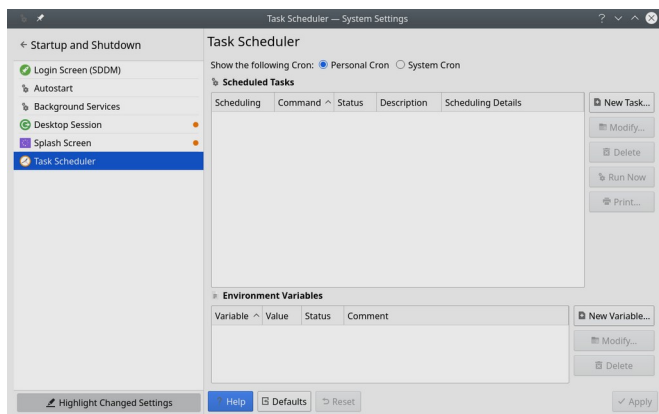 Task Scheduler — System Settings
Startup and Shutdown
Login Screen (SDDM)
Autostart
Background Services
Desktop Session
Splash Screen
Task Scheduler
Highlight Changed Settings
Task Scheduler
Show the following Cron: Personal Cron System Cron
Scheduled Tasks
Scheduling Command Status Description Scheduling Details
New Task...
Modify...
Delete
Run Now
Print...
Environment Variables
Variable Value Status Comment
New Variable...
Modify...
Delete
Help Defaults Reset Apply